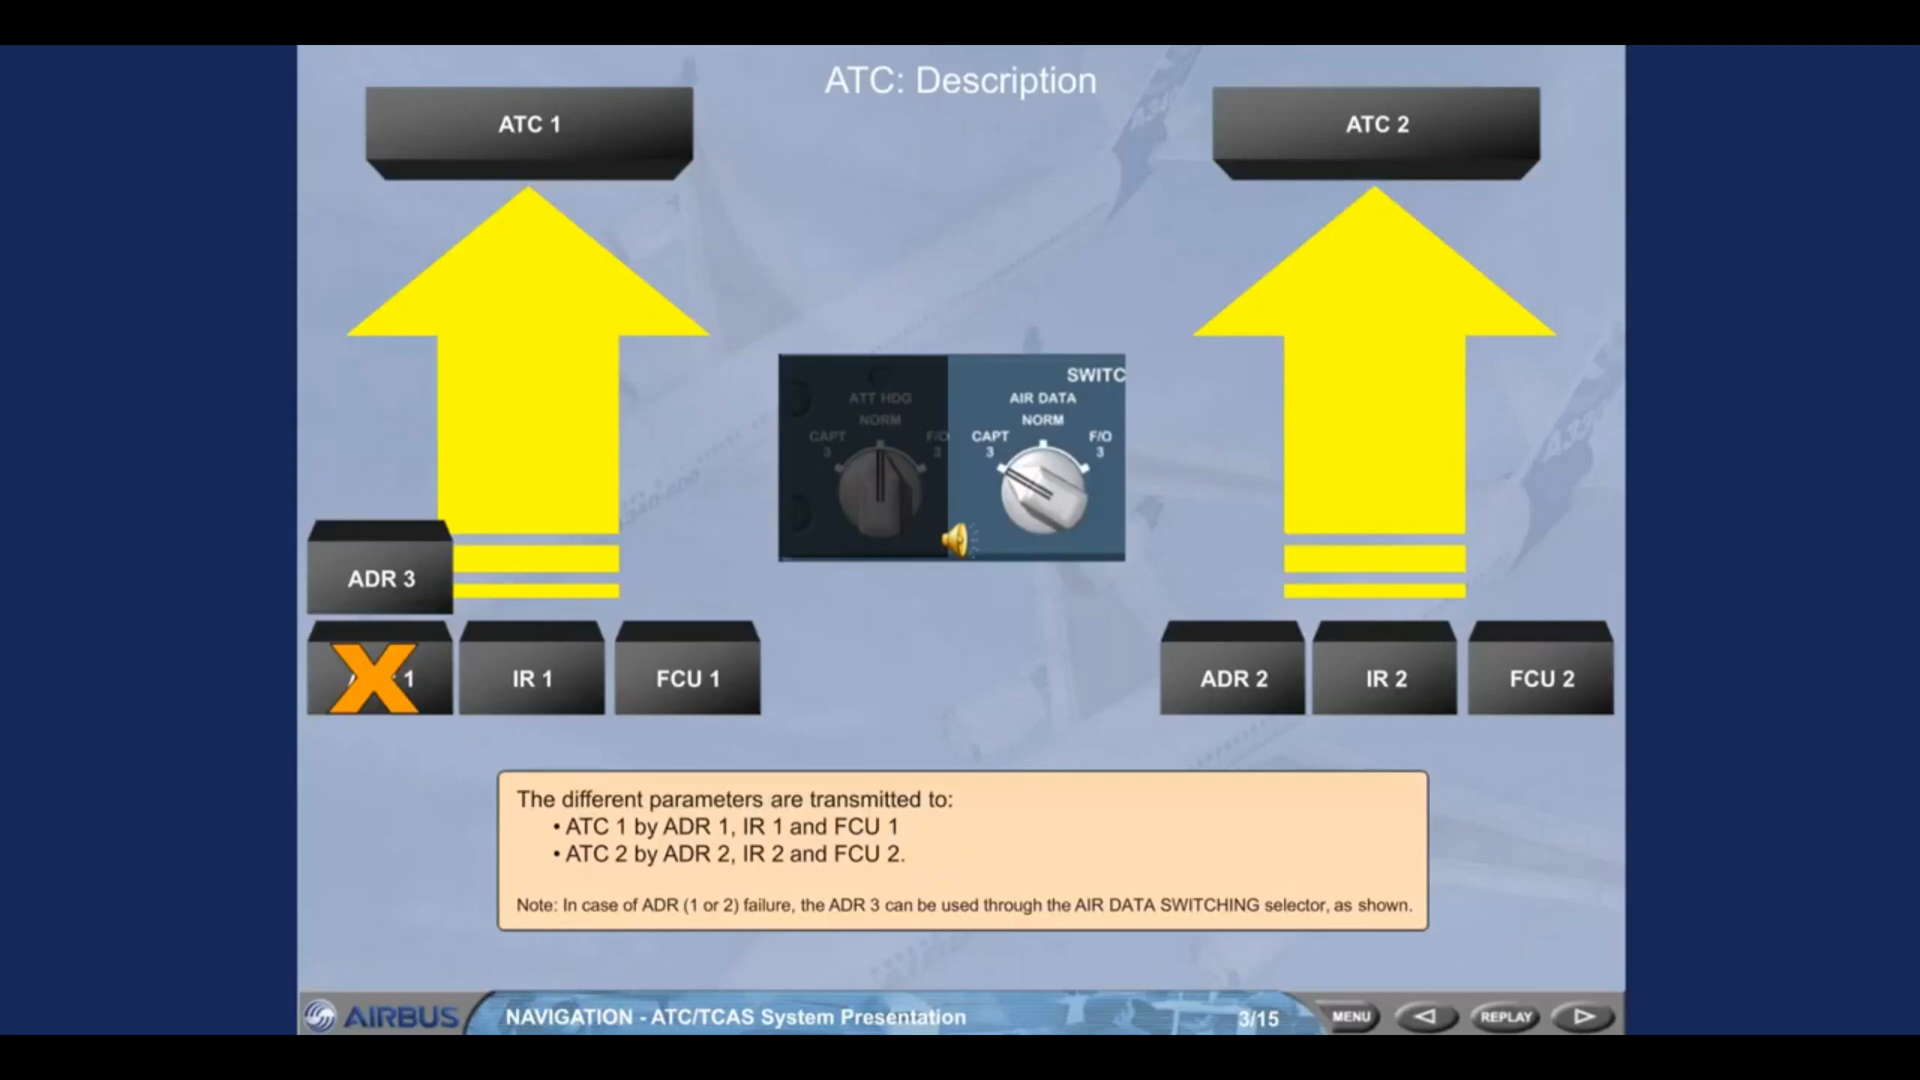 ATC: Description
ATC 1
ATC 2
SWITC
ATT HDG
NORM
CAPT
3
F/O
3
AIR DATA
NORM
CAPT
3
F/O
3
ADR 3
1
IR 1
FCU 1
ADR 2
IR 2
FCU 2
The different parameters are transmitted to:
• ATC 1 by ADR 1, IR 1 and FCU 1
• ATC 2 by ADR 2, IR 2 and FCU 2.
Note: In case of ADR (1 or 2) failure, the ADR 3 can be used through the AIR DATA SWITCHING selector, as shown.
AIRBUS
NAVIGATION - ATC/TCAS System Presentation
3/15
MENU
REPLAY